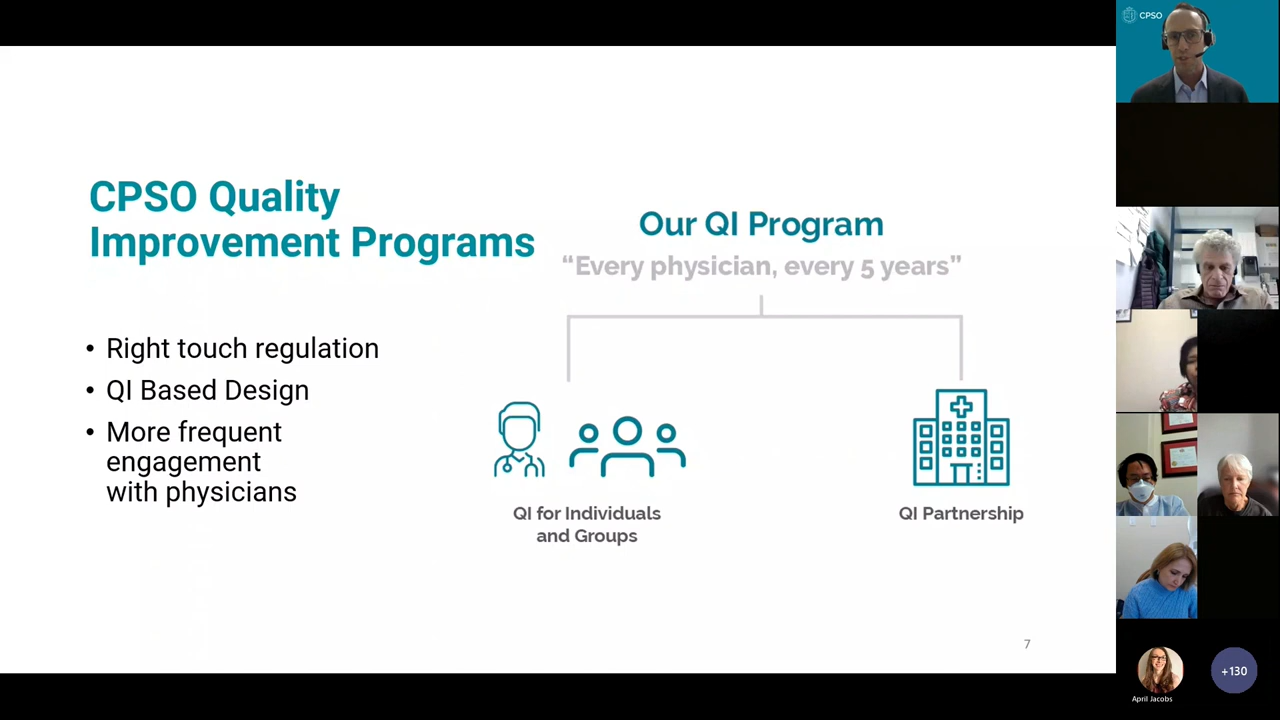 CPSO Quality
Improvement Programs
• Right touch regulation
• QI Based Design
• More frequent
engagement
with physicians
Our QI Program
“Every physician, every 5 years”
QI for Individuals
and Groups
QI Partnership
7
CPSO
April Jacobs
+130